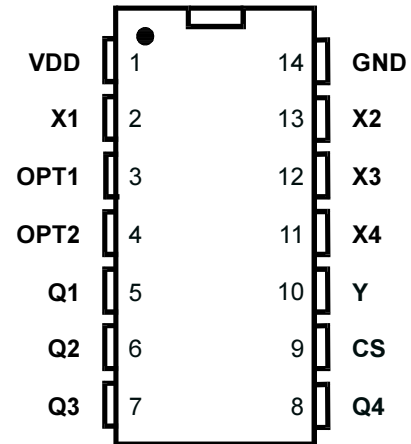 VDD 1 14 GND
X1 2 13 X2
OPT1 3 12 X3
OPT2 4 11 X4
Q1 5 10 Y
Q2 6 9 CS
Q3 7 8 Q4